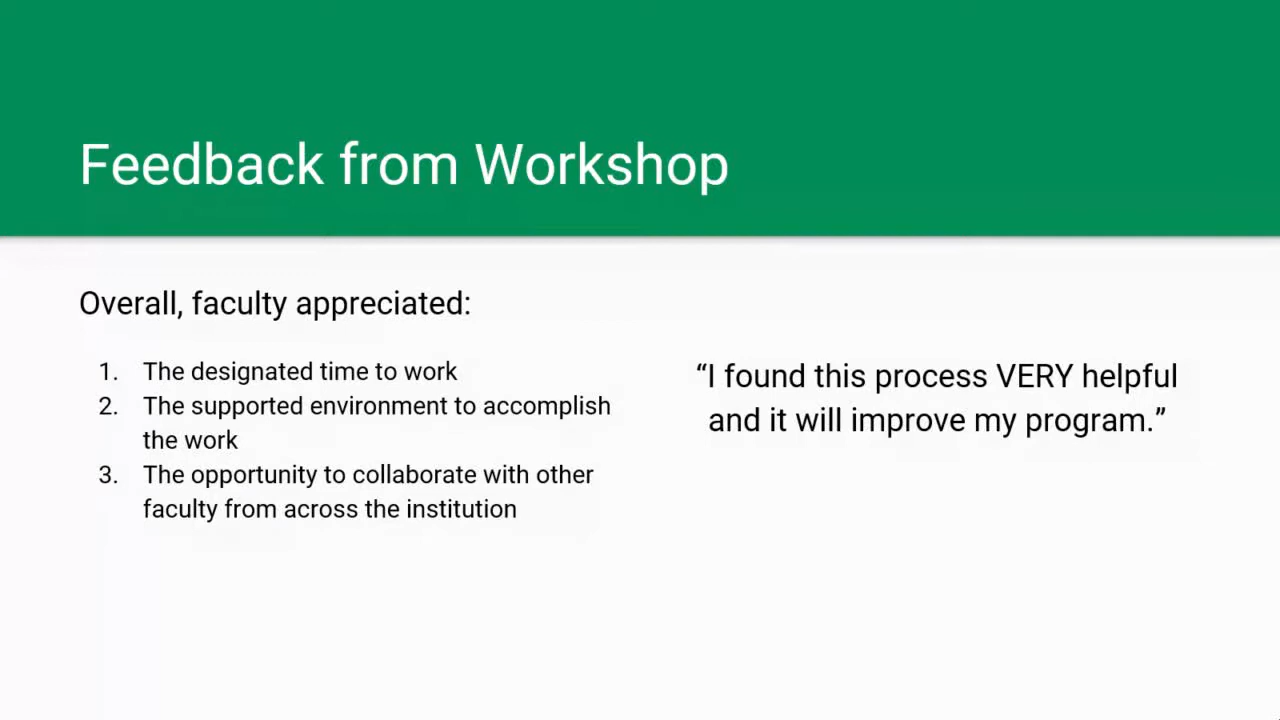 Feedback from Workshop
Overall, faculty appreciated:
1. The designated time to work
2. The supported environment to accomplish
the work
3. The opportunity to collaborate with other
faculty from across the institution
“I found this process VERY helpful
and it will improve my program.”